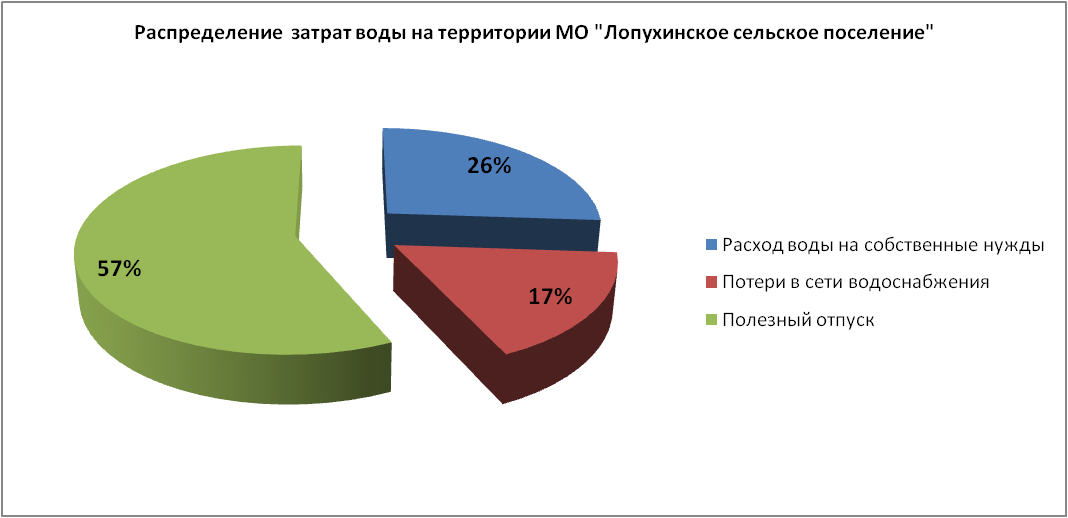 Распределение затрат воды на территории МО "Лопухинское сельское поселение"
26%
57%
17%
Расход воды на собственные нужды
Потери в сети водоснабжения
Полезный отпуск